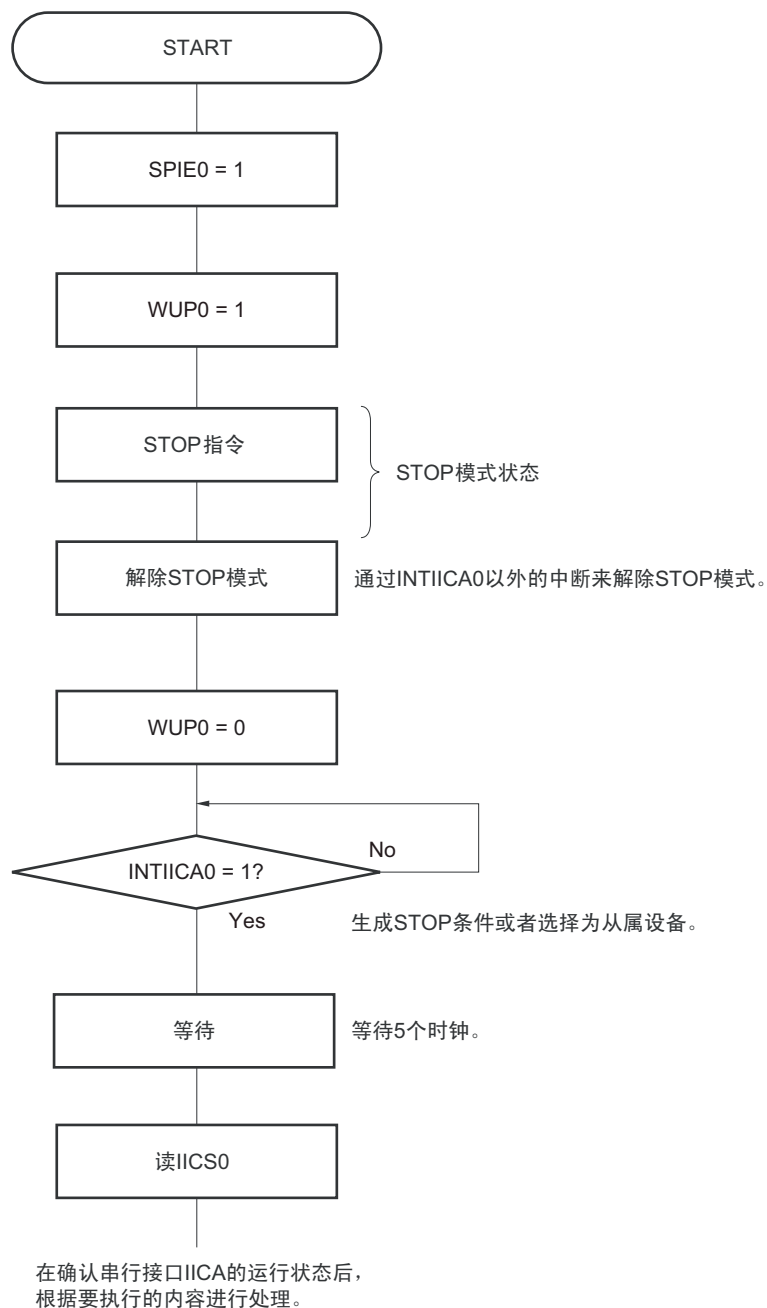 START
SPIE0 = 1
WUP0 = 1
STOP指令
STOP模式状态
解除STOP模式
通过INTIICA0以外的中断来解除STOP模式。
WUP0 = 0
No
INTIICA0 = 1?
Yes
生成STOP条件或者选择为从属设备。
等待
等待5个时钟。
读IICS0
在确认串行接口IICA的运行状态后，
根据要执行的内容进行处理。